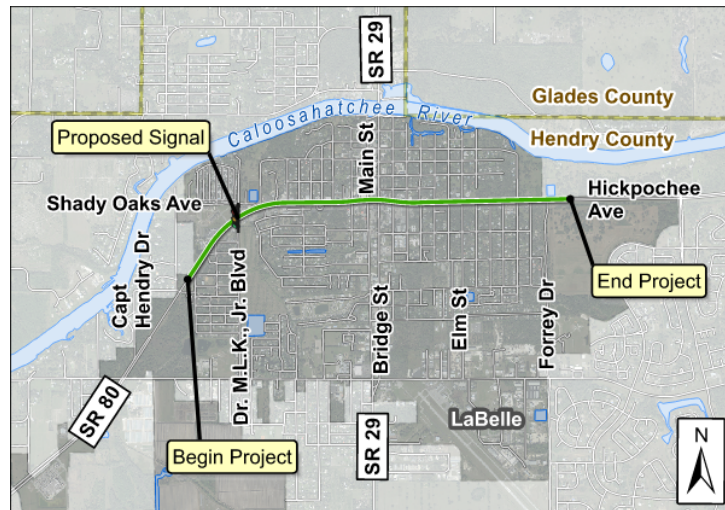 SR 29
Glades County
Caloosahatchee River
Hendry County
Proposed Signal
Main St
Shady Oaks Ave
Hickpochee
Ave
Capt
Hendry Dr
Dr. M.L.K., Jr. Blvd
Bridge St
Elm St
Forrey Dr
End Project
SR 80
LaBelle
Begin Project
SR 29
N